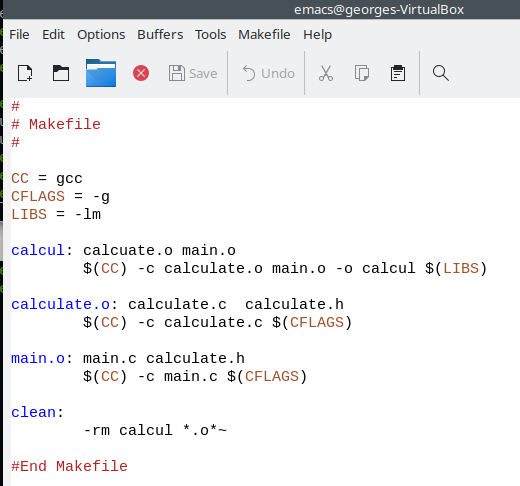 emacs@georges-VirtualBox
File Edit Options Buffers Tools Makefile Help
Save Undo
#
# Makefile
#
CC = gcc
CFLAGS = -g
LIBS = -lm
calcul: calcuate.o main.o
$(CC) -c calculate.o main.o -o calcul $(LIBS)
calculate.o: calculate.c  calculate.h
$(CC) -c calculate.c $(CFLAGS)
main.o: main.c calculate.h
$(CC) -c main.c $(CFLAGS)
clean:
-rm calcul *.o*~
#End Makefile